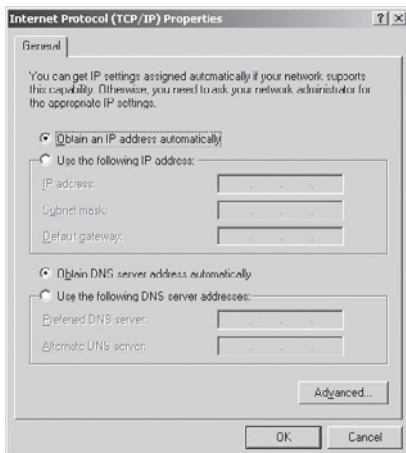 Internet Protocol (TCP/IP) Properties
General
You can get IP settings assigned automatically if your network supports
this capability. Otherwise, you need to ask your network administrator for
the appropriate IP settings.
Obtain an IP address automatically
Use the following IP address:
IP address:
Subnet mask:
Default gateway:
Obtain DNS server address automatically
Use the following DNS server addresses:
Preferred DNS server:
Alternate DNS server:
Advanced...
OK
Cancel